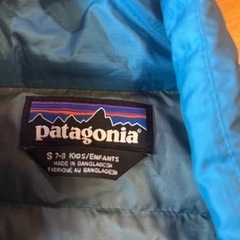 patagonia
S 7-8 KIDS/ENFANTS
MADE IN BANGLADESH
FABRIQUÉ AU BANGLADESH